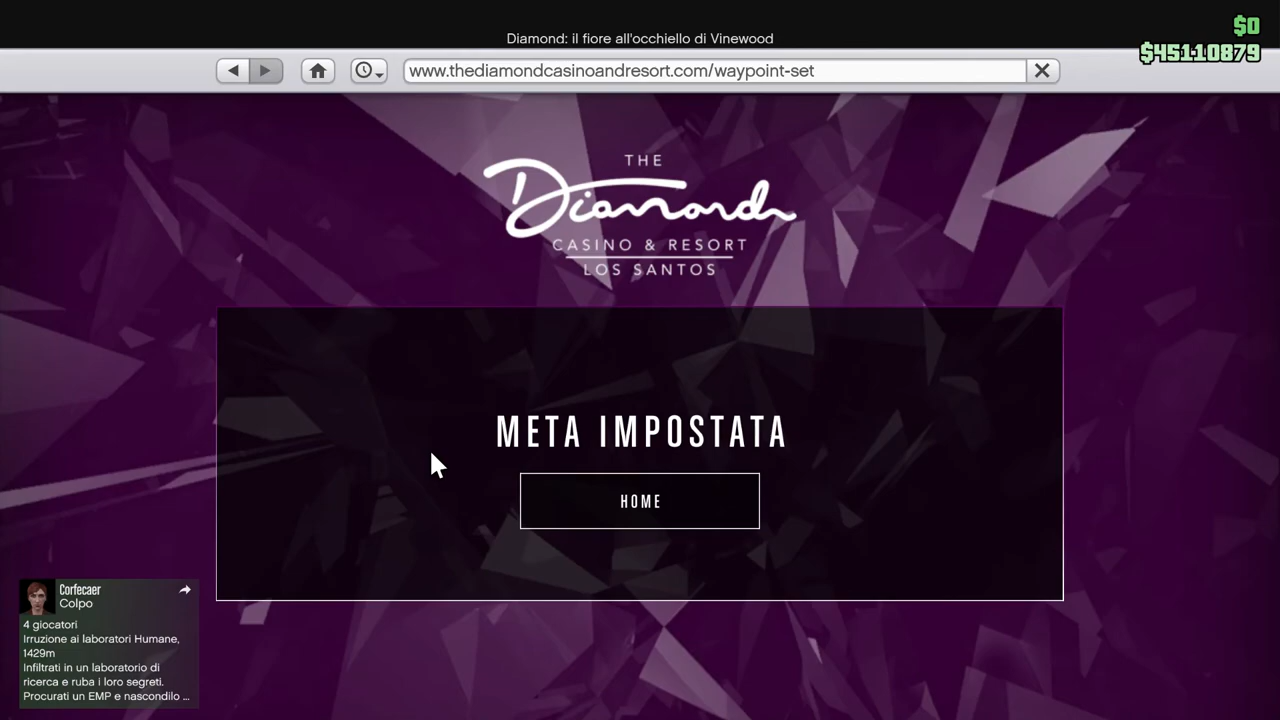 Diamond: il fiore all'occhiello di Vinewood
$0
$45110879
www.thediamondcasinoandresort.com/waypoint-set
THE
Diamond
CASINO & RESORT
LOS SANTOS
META IMPOSTATA
HOME
Corfecaer
Colpo
4 giocatori
Irruzione ai laboratori Humane,
1429m
Infiltrati in un laboratorio di
ricerca e ruba i loro segreti.
Procurati un EMP e nascondilo ...